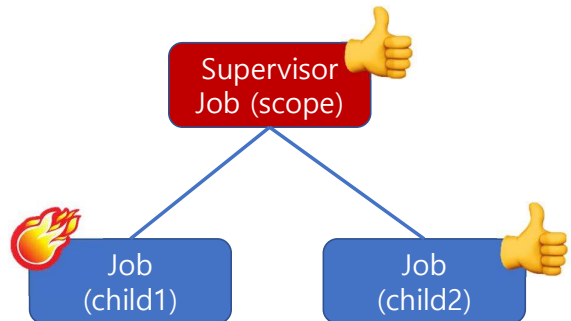 Supervisor
Job (scope)
Job
(child1)
Job
(child2)